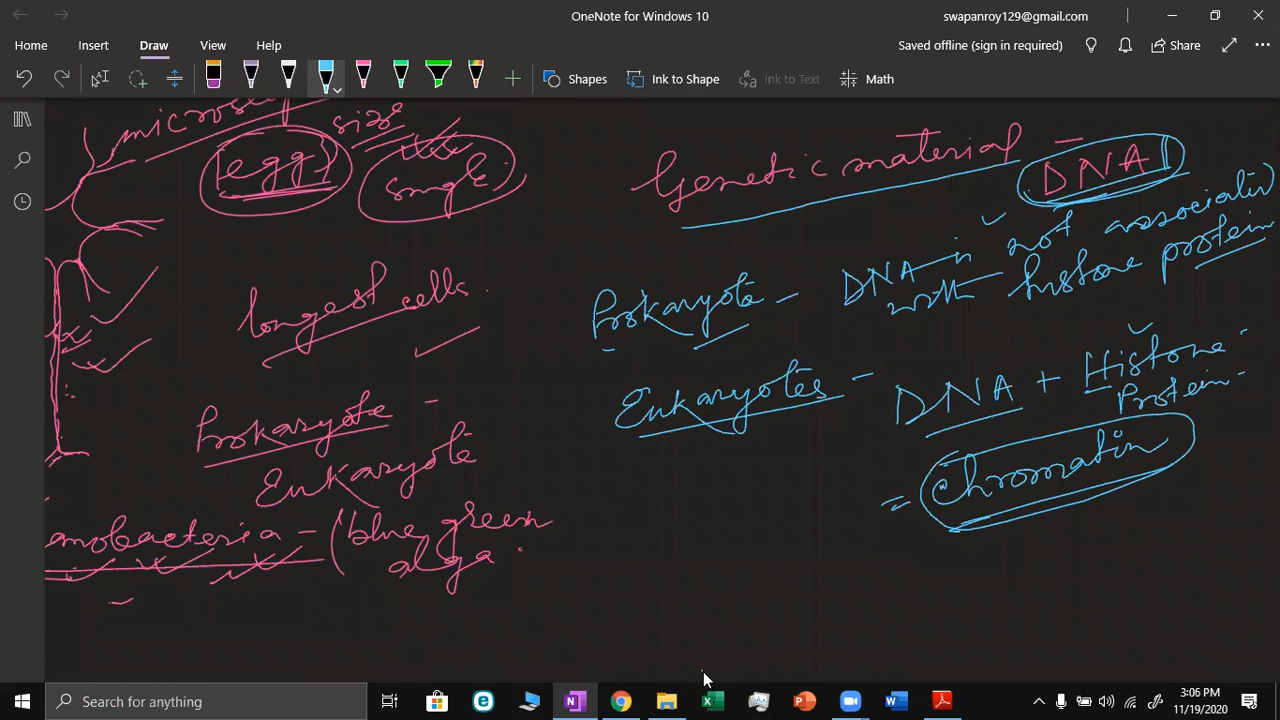 OneNote for Windows 10
swapanroy129@gmail.com
Home Insert Draw View Help
Saved offline (sign in required)
Share
Shapes
Ink to Shape
Ink to Text
Math
size
egg
longest cells
Prokaryote -
Eukaryote
anobacteria - (blue, green
alga
Genetic material - DNA
Prokaryote - DNA is not associated
with histone protein
Eukaryotes - DNA + Histone
Protein
= Chromatin
Search for anything
3:06 PM
11/19/2020